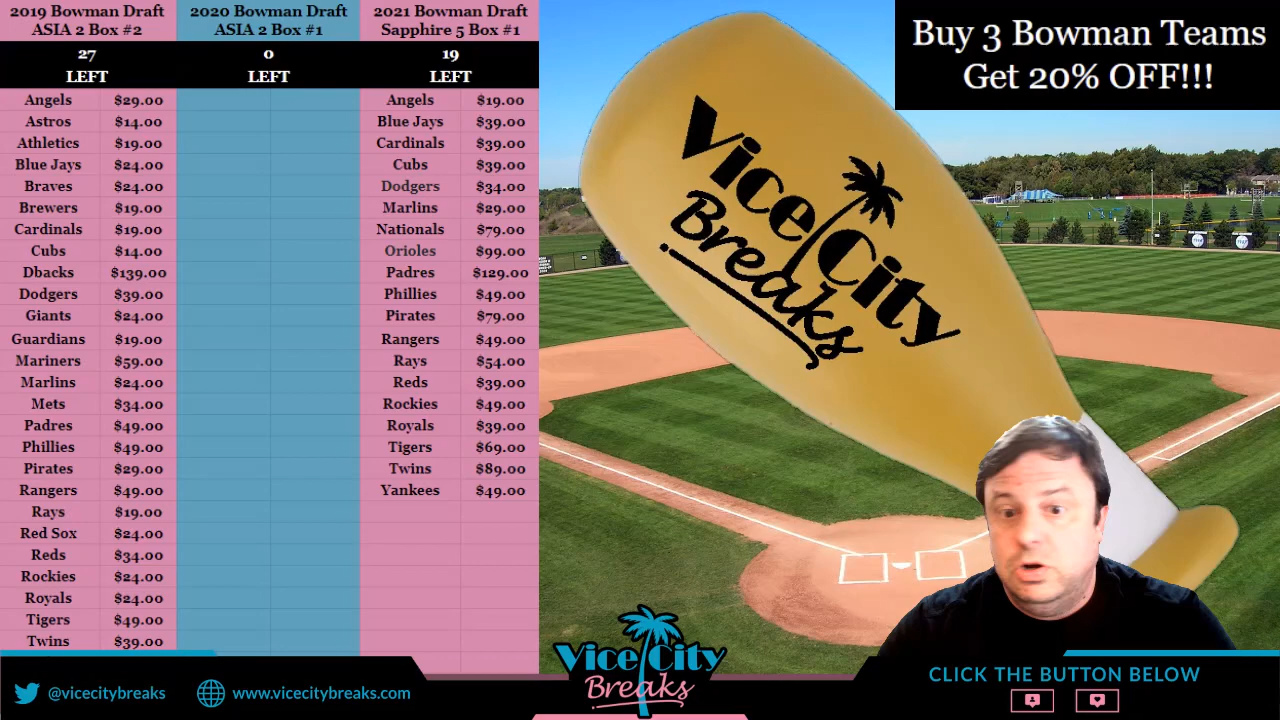 2019 Bowman Draft
ASIA 2 Box #2
27
LEFT
Angels $29.00
Astros $14.00
Athletics $19.00
Blue Jays $24.00
Braves $24.00
Brewers $19.00
Cardinals $19.00
Cubs $14.00
Dbacks $139.00
Dodgers $39.00
Giants $24.00
Guardians $19.00
Mariners $59.00
Marlins $24.00
Mets $34.00
Padres $49.00
Phillies $49.00
Pirates $29.00
Rangers $49.00
Rays $19.00
Red Sox $24.00
Reds $34.00
Rockies $24.00
Royals $24.00
Tigers $49.00
Twins $39.00
2020 Bowman Draft
ASIA 2 Box #1
0
LEFT
2021 Bowman Draft
Sapphire 5 Box #1
19
LEFT
Angels $19.00
Blue Jays $39.00
Cardinals $39.00
Cubs $39.00
Dodgers $34.00
Marlins $29.00
Nationals $79.00
Orioles $99.00
Padres $129.00
Phillies $49.00
Pirates $79.00
Rangers $49.00
Rays $54.00
Reds $39.00
Rockies $49.00
Royals $39.00
Tigers $69.00
Twins $89.00
Yankees $49.00
Buy 3 Bowman Teams
Get 20% OFF!!!
Vice City
Breaks
@vicecitybreaks
www.vicecitybreaks.com
Vice City
Breaks
CLICK THE BUTTON BELOW